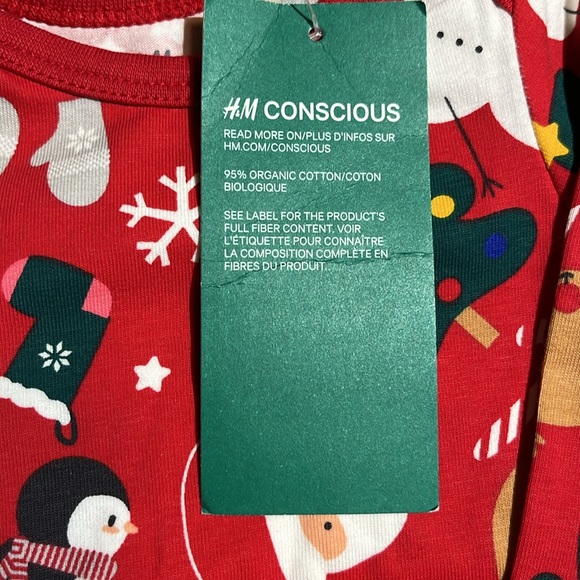 H&M CONSCIOUS
READ MORE ON/PLUS D'INFOS SUR
HM.COM/CONSCIOUS
95% ORGANIC COTTON/COTON
BIOLOGIQUE
SEE LABEL FOR THE PRODUCT'S
FULL FIBER CONTENT. VOIR
L'ÉTIQUETTE POUR CONNAÎTRE
LA COMPOSITION COMPLÈTE EN
FIBRES DU PRODUIT.